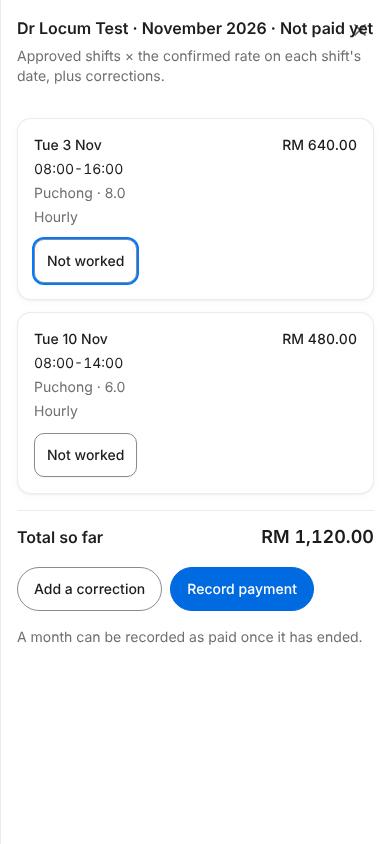 Dr Locum Test · November 2026 · Not paid yet
Approved shifts × the confirmed rate on each shift's
date, plus corrections.
Tue 3 Nov RM 640.00
08:00-16:00
Puchong · 8.0
Hourly
Not worked
Tue 10 Nov RM 480.00
08:00-14:00
Puchong · 6.0
Hourly
Not worked
Total so far RM 1,120.00
Add a correction Record payment
A month can be recorded as paid once it has ended.